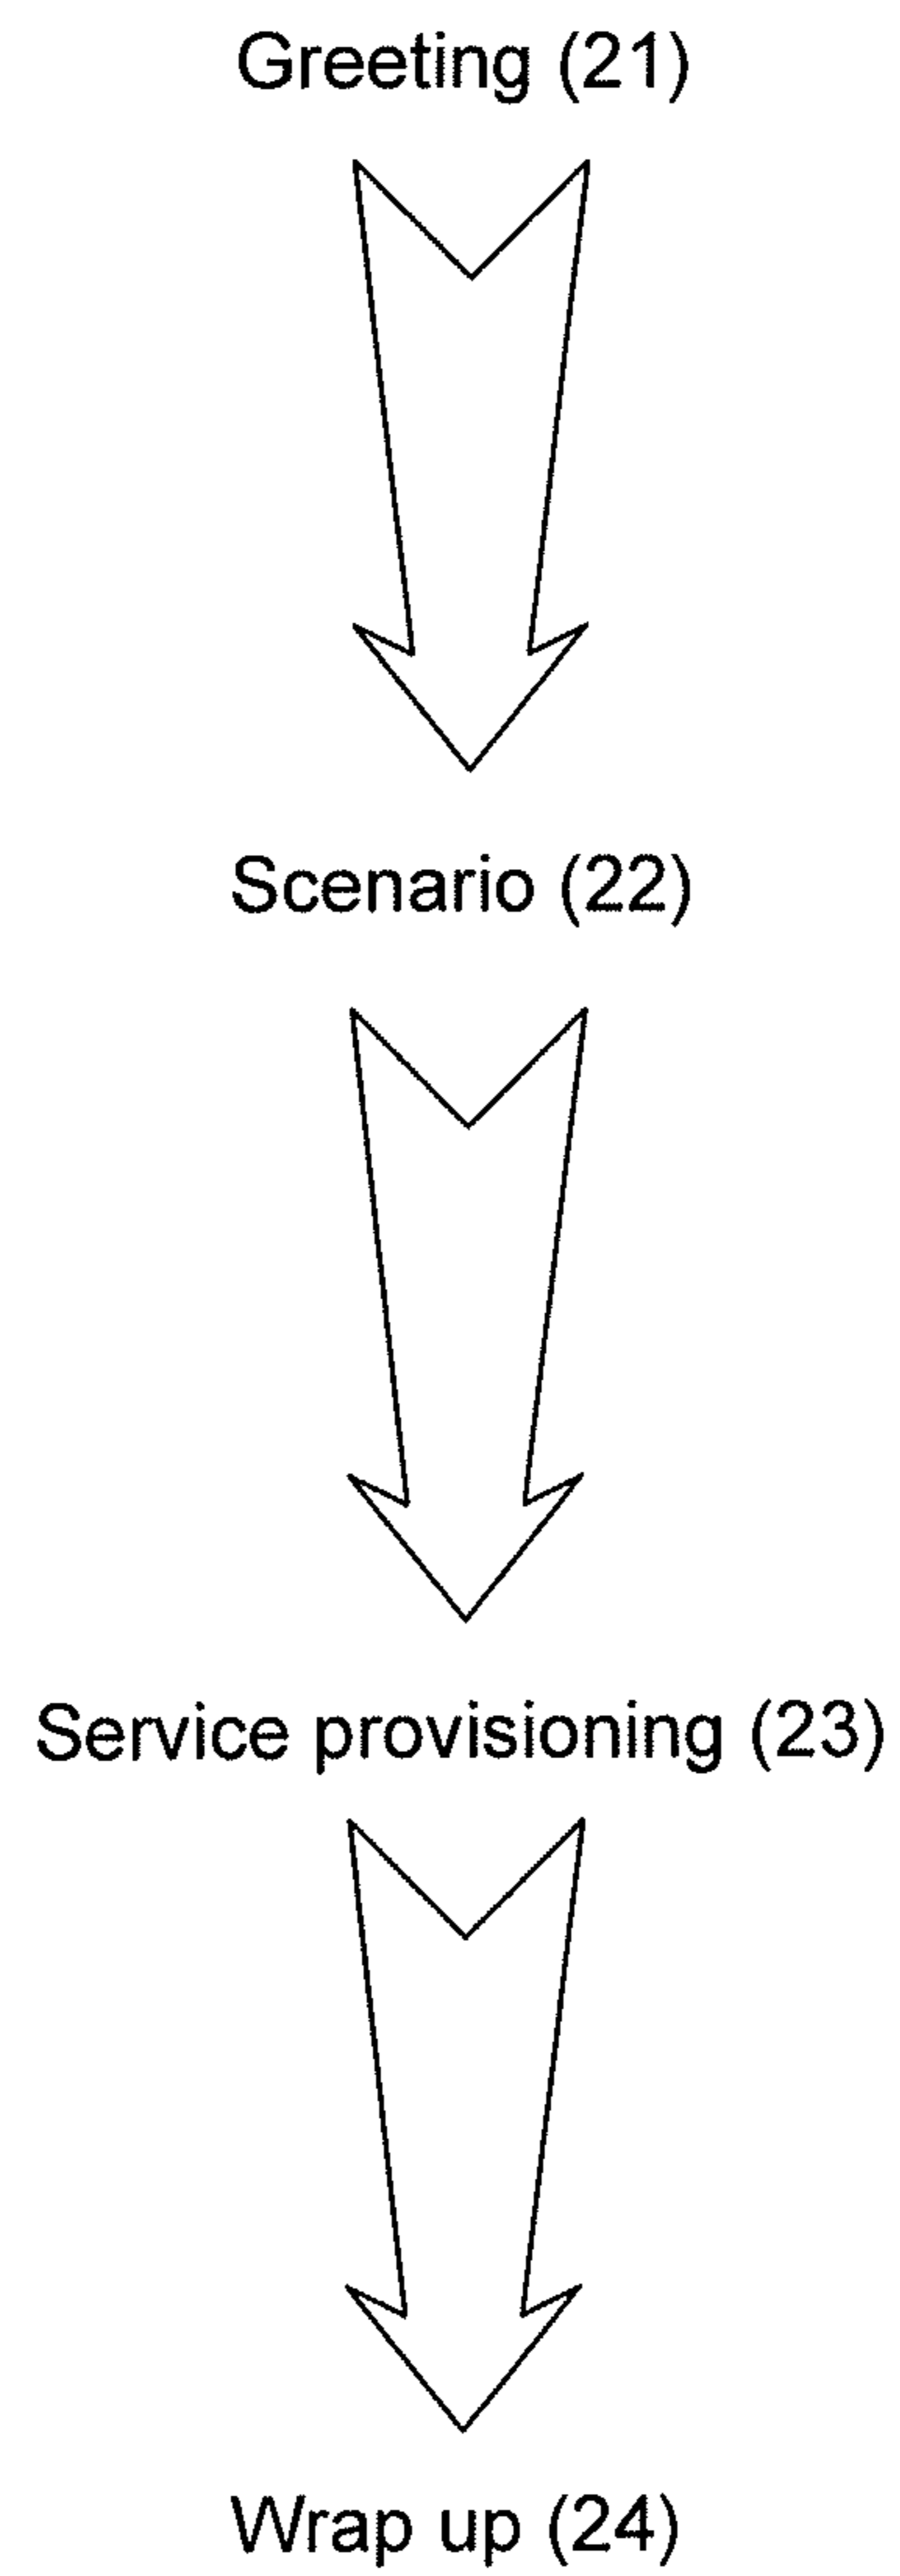 Greeting (21)
Scenario (22)
Service provisioning (23)
Wrap up (24)